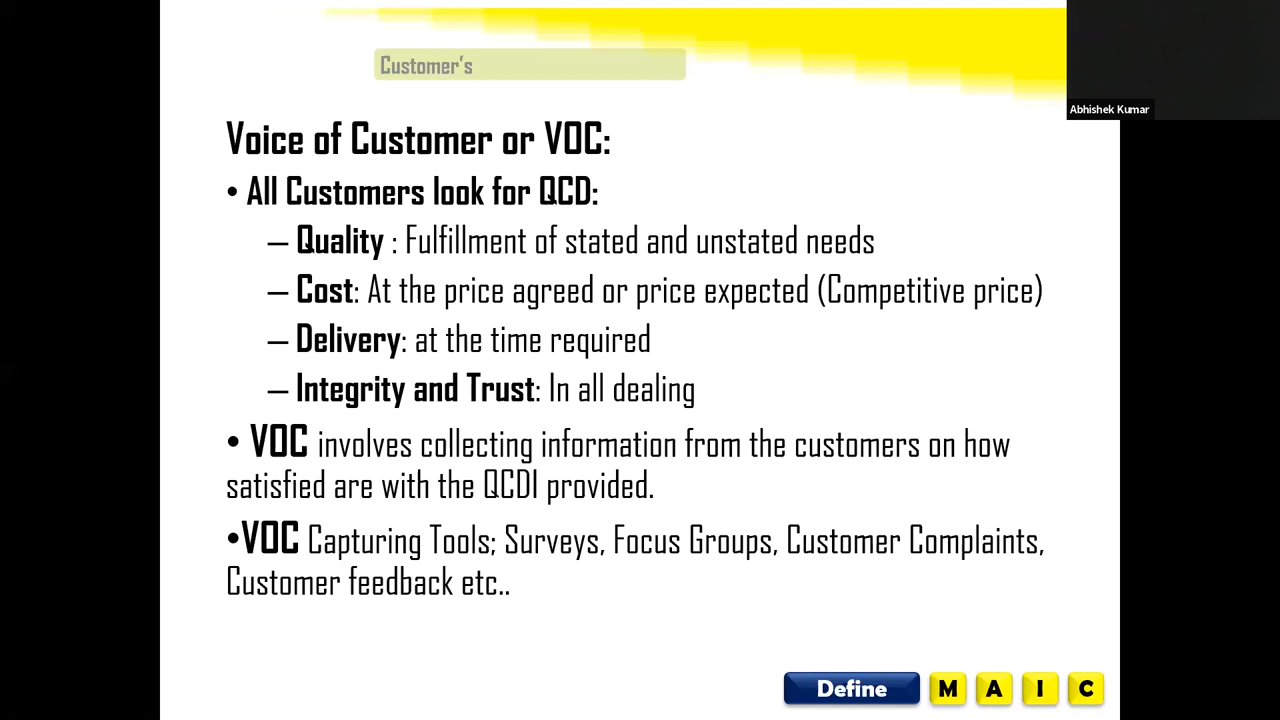 Customer's
Abhishek Kumar
Voice of Customer or VOC:
• All Customers look for QCD:
– Quality : Fulfillment of stated and unstated needs
– Cost: At the price agreed or price expected (Competitive price)
– Delivery: at the time required
– Integrity and Trust: In all dealing
• VOC involves collecting information from the customers on how
satisfied are with the QCDI provided.
•VOC Capturing Tools; Surveys, Focus Groups, Customer Complaints,
Customer feedback etc..
Define M A I C